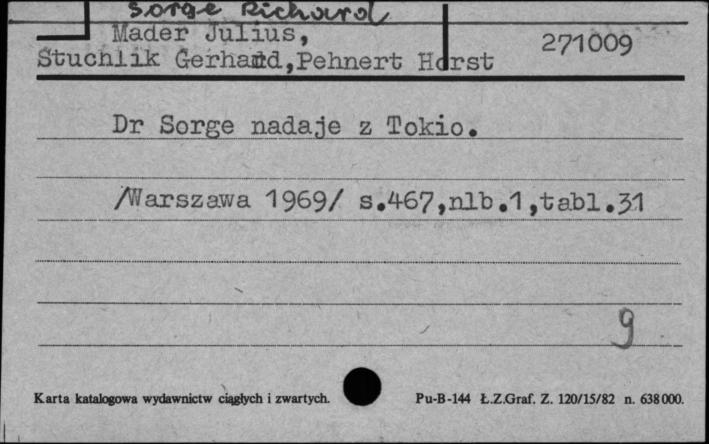 Sorge Richard
Mader Julius,
271009
Stuchlik Gerhard,Pehnert Horst
Dr Sorge nadaje z Tokio.
/Warszawa 1969/ s.467,nlb.1,tabl.31
9
Karta katalogowa wydawnictw ciągłych i zwartych.
Pu-B-144 Ł.Z.Graf. Z. 120/15/82 n. 638000.